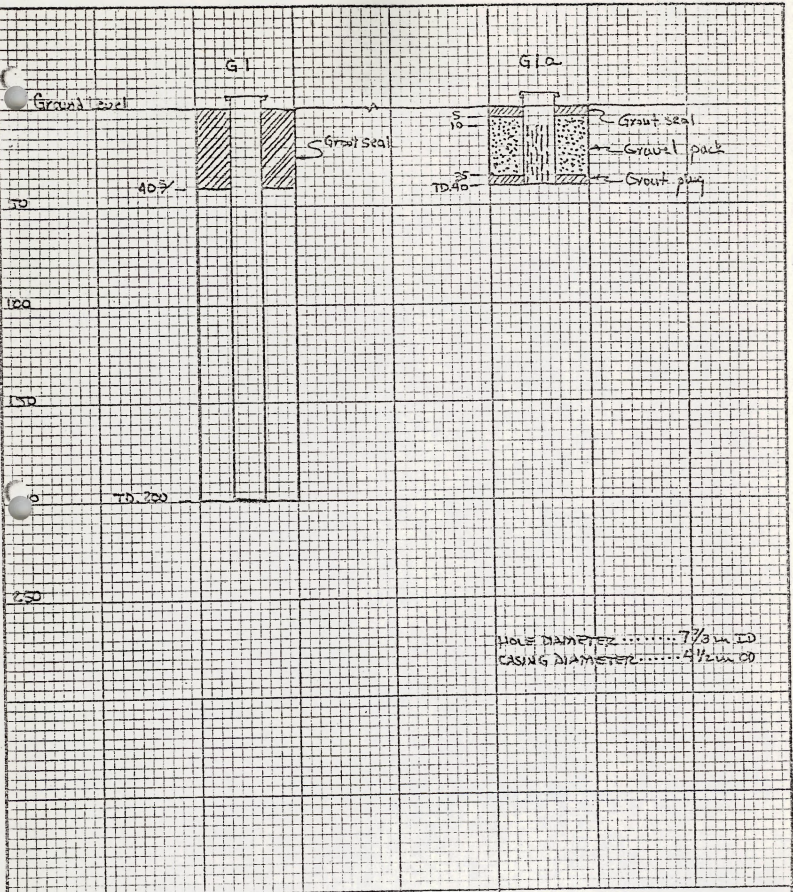 G1
G1a
Ground Level
5
10
Grout seal
Grout seal
Gravel pack
35
Grout plug
TD.40
40
50
100
150
TD.200
250
HOLE DIAMETER ........ 7 7/8 in ID
CASING DIAMETER ...... 4 1/2 in OD